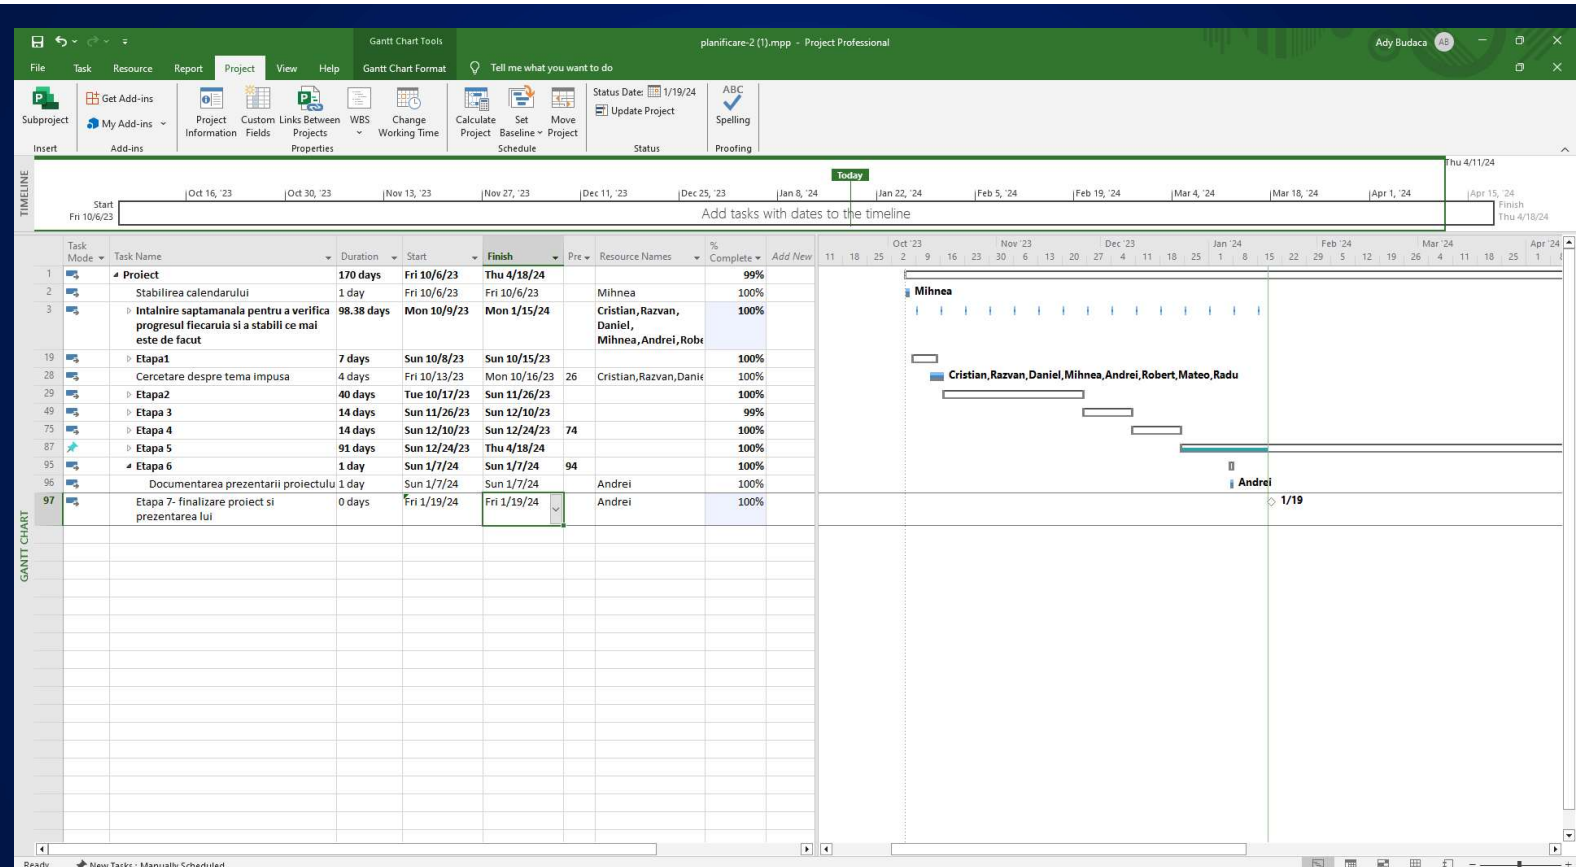 Gantt Chart Tools
planificare-2 (1).mpp - Project Professional
Ady Budaca AB
File Task Resource Report Project View Help Gantt Chart Format Tell me what you want to do
Subproject
Get Add-ins
My Add-ins
Project Information
Custom Fields
Links Between Projects
WBS
Change Working Time
Calculate Project
Set Baseline
Move Project
Status Date: 1/19/24
Update Project
ABC
Spelling
Insert Add-ins Properties Schedule Status Proofing
TIMELINE
Thu 4/11/24
Today
Oct 16, '23 Oct 30, '23 Nov 13, '23 Nov 27, '23 Dec 11, '23 Dec 25, '23 Jan 8, '24 Jan 22, '24 Feb 5, '24 Feb 19, '24 Mar 4, '24 Mar 18, '24 Apr 1, '24 Apr 15, '24
Start
Fri 10/6/23
Add tasks with dates to the timeline
Finish
Thu 4/18/24
GANTT CHART
Task Mode Task Name Duration Start Finish Pre Resource Names % Complete Add New
Oct '23 Nov '23 Dec '23 Jan '24 Feb '24 Mar '24 Apr '24
11 18 25 2 9 16 23 30 6 13 20 27 4 11 18 25 1 8 15 22 29 5 12 19 26 4 11 18 25 1
1 Proiect 170 days Fri 10/6/23 Thu 4/18/24 99%
2 Stabilirea calendarului 1 day Fri 10/6/23 Fri 10/6/23 Mihnea 100%
Mihnea
3 Intalnire saptamanala pentru a verifica 98.38 days Mon 10/9/23 Mon 1/15/24 Cristian,Razvan, 100%
progresul fiecaruia si a stabili ce mai Daniel,
este de facut Mihnea,Andrei,Robe
19 Etapa1 7 days Sun 10/8/23 Sun 10/15/23 100%
28 Cercetare despre tema impusa 4 days Fri 10/13/23 Mon 10/16/23 26 Cristian,Razvan,Danie 100%
Cristian,Razvan,Daniel,Mihnea,Andrei,Robert,Mateo,Radu
29 Etapa2 40 days Tue 10/17/23 Sun 11/26/23 100%
49 Etapa 3 14 days Sun 11/26/23 Sun 12/10/23 99%
75 Etapa 4 14 days Sun 12/10/23 Sun 12/24/23 74 100%
87 Etapa 5 91 days Sun 12/24/23 Thu 4/18/24 100%
95 Etapa 6 1 day Sun 1/7/24 Sun 1/7/24 94 100%
96 Documentarea prezentarii proiectului 1 day Sun 1/7/24 Sun 1/7/24 Andrei 100%
Andrei
97 Etapa 7- finalizare proiect si 0 days Fri 1/19/24 Fri 1/19/24 Andrei 100%
prezentarea lui
1/19
Ready New Tasks : Manually Scheduled